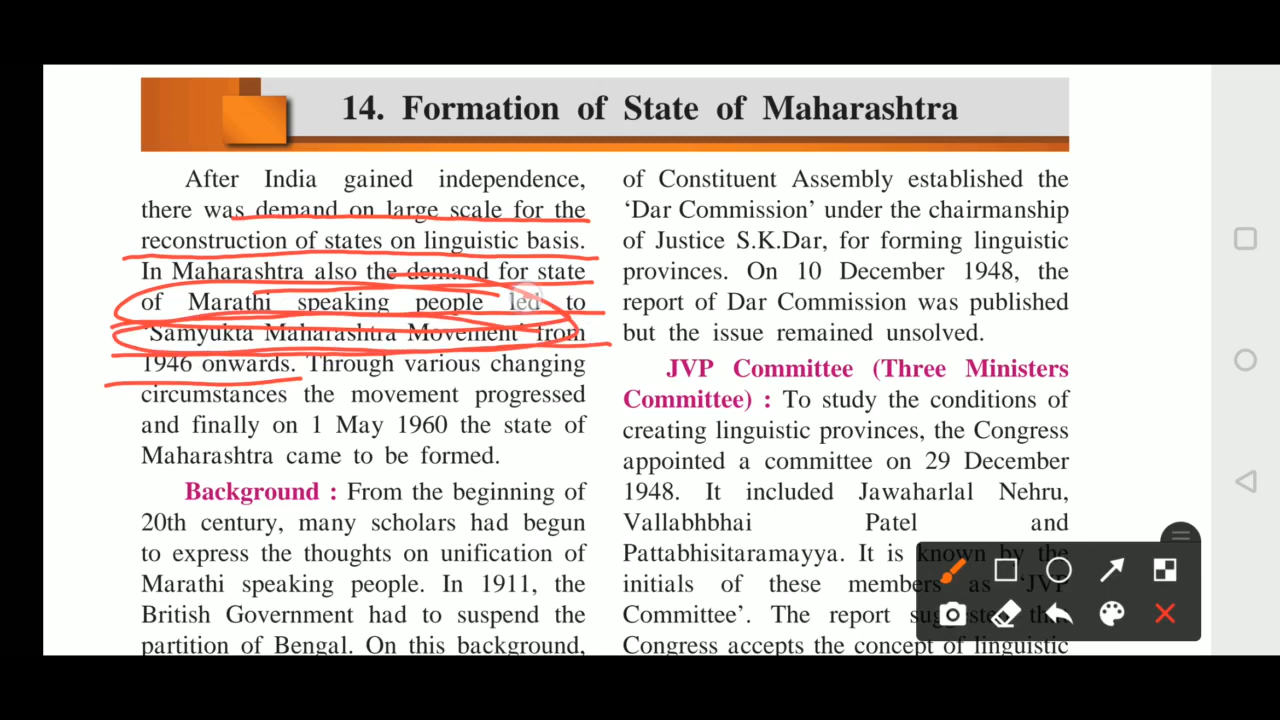 14. Formation of State of Maharashtra
After India gained independence,
there was demand on large scale for the
reconstruction of states on linguistic basis.
In Maharashtra also the demand for state
of Marathi speaking people led to
'Samyukta Maharashtra Movement' from
1946 onwards. Through various changing
circumstances the movement progressed
and finally on 1 May 1960 the state of
Maharashtra came to be formed.
Background : From the beginning of
20th century, many scholars had begun
to express the thoughts on unification of
Marathi speaking people. In 1911, the
British Government had to suspend the
partition of Bengal. On this background,
of Constituent Assembly established the
'Dar Commission' under the chairmanship
of Justice S.K.Dar, for forming linguistic
provinces. On 10 December 1948, the
report of Dar Commission was published
but the issue remained unsolved.
JVP Committee (Three Ministers
Committee) : To study the conditions of
creating linguistic provinces, the Congress
appointed a committee on 29 December
1948. It included Jawaharlal Nehru,
Vallabhbhai Patel and
Pattabhisitaramayya. It is known by the
initials of these members as 'JVP
Committee'. The report suggested
Congress accepts the concept of linguistic